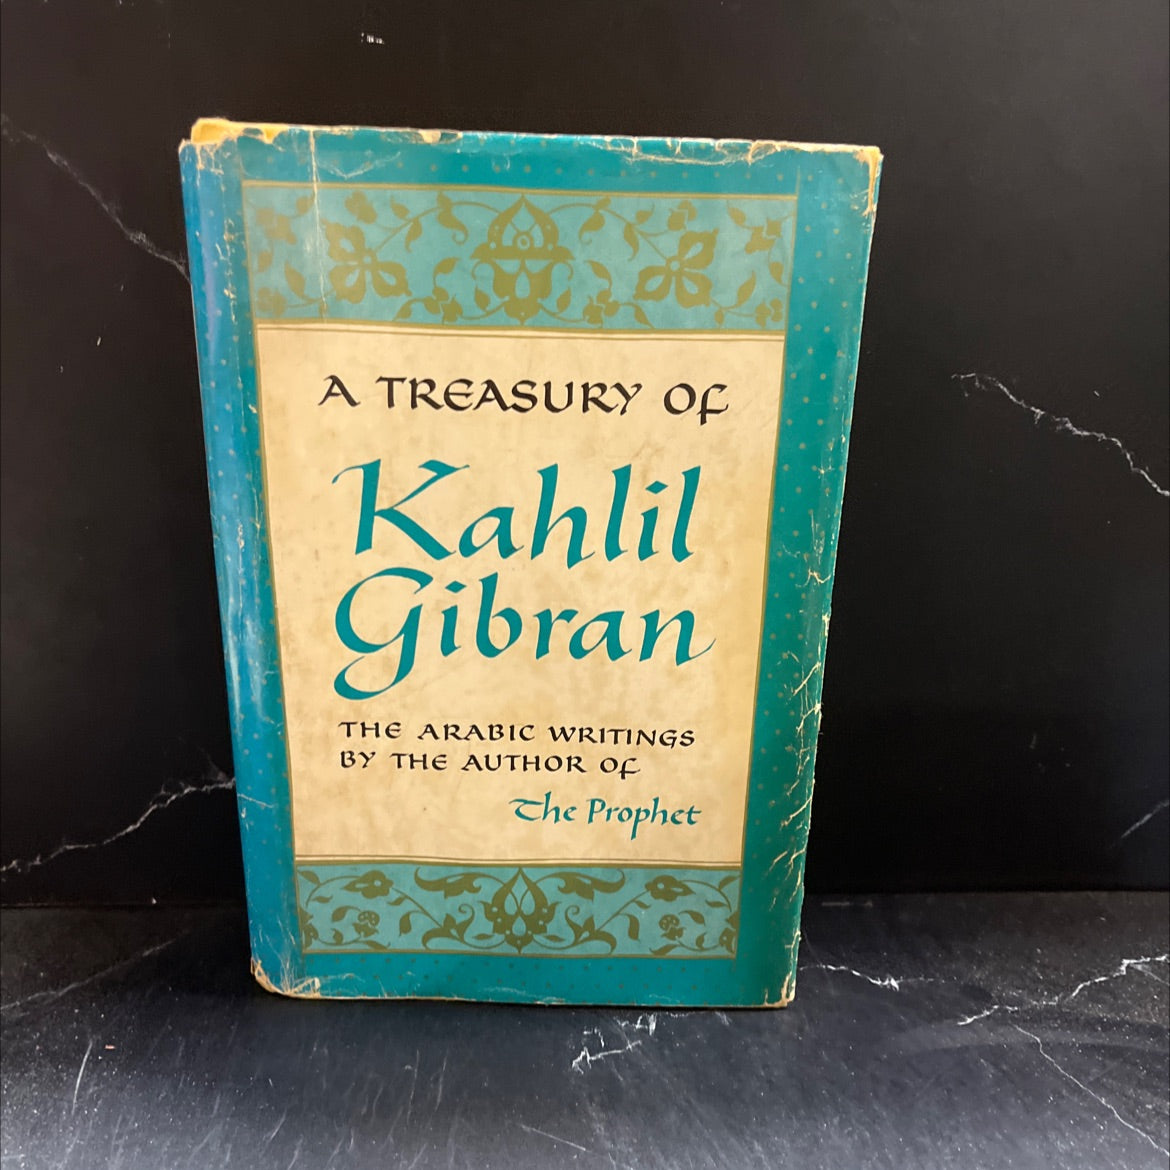 A TREASURY OF
Kahlil
Gibran
THE ARABIC WRITINGS
BY THE AUTHOR OF
The Prophet